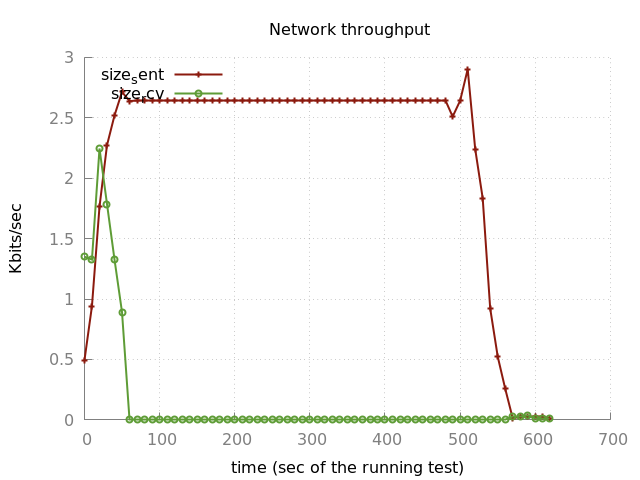 Network throughput
3
size_sent
size_rcv
2.5
2
1.5
1
0.5
0
Kbits/sec
0 100 200 300 400 500 600 700
time (sec of the running test)